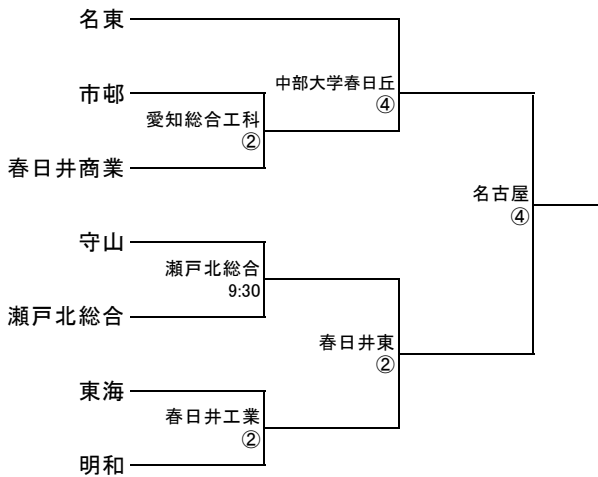 名東
中部大学春日丘
④
市邨
愛知総合工科
②
春日井商業
名古屋
④
守山
瀬戸北総合
9:30
瀬戸北総合
春日井東
②
東海
春日井工業
②
明和